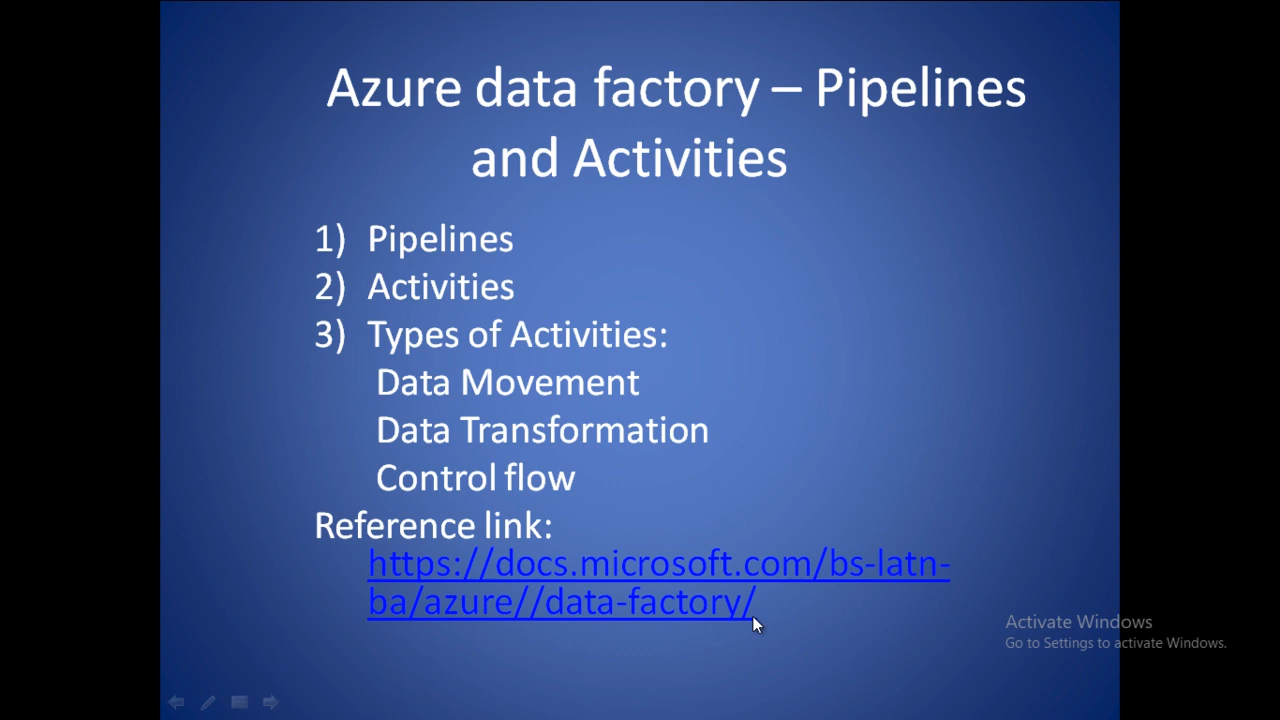 Azure data factory – Pipelines
and Activities
1) Pipelines
2) Activities
3) Types of Activities:
Data Movement
Data Transformation
Control flow
Reference link:
https://docs.microsoft.com/bs-latn-
ba/azure//data-factory/
Activate Windows
Go to Settings to activate Windows.